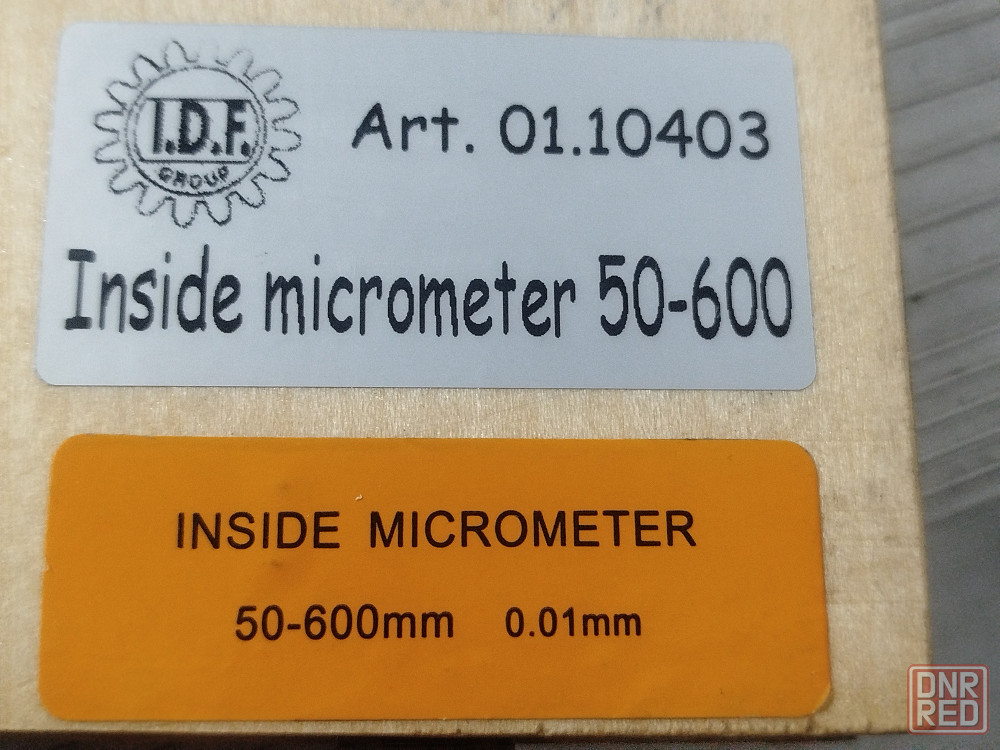 I.D.F.
GROUP
Art. 01.10403
Inside micrometer 50-600
INSIDE MICROMETER
50-600mm 0.01mm
DNR
RED